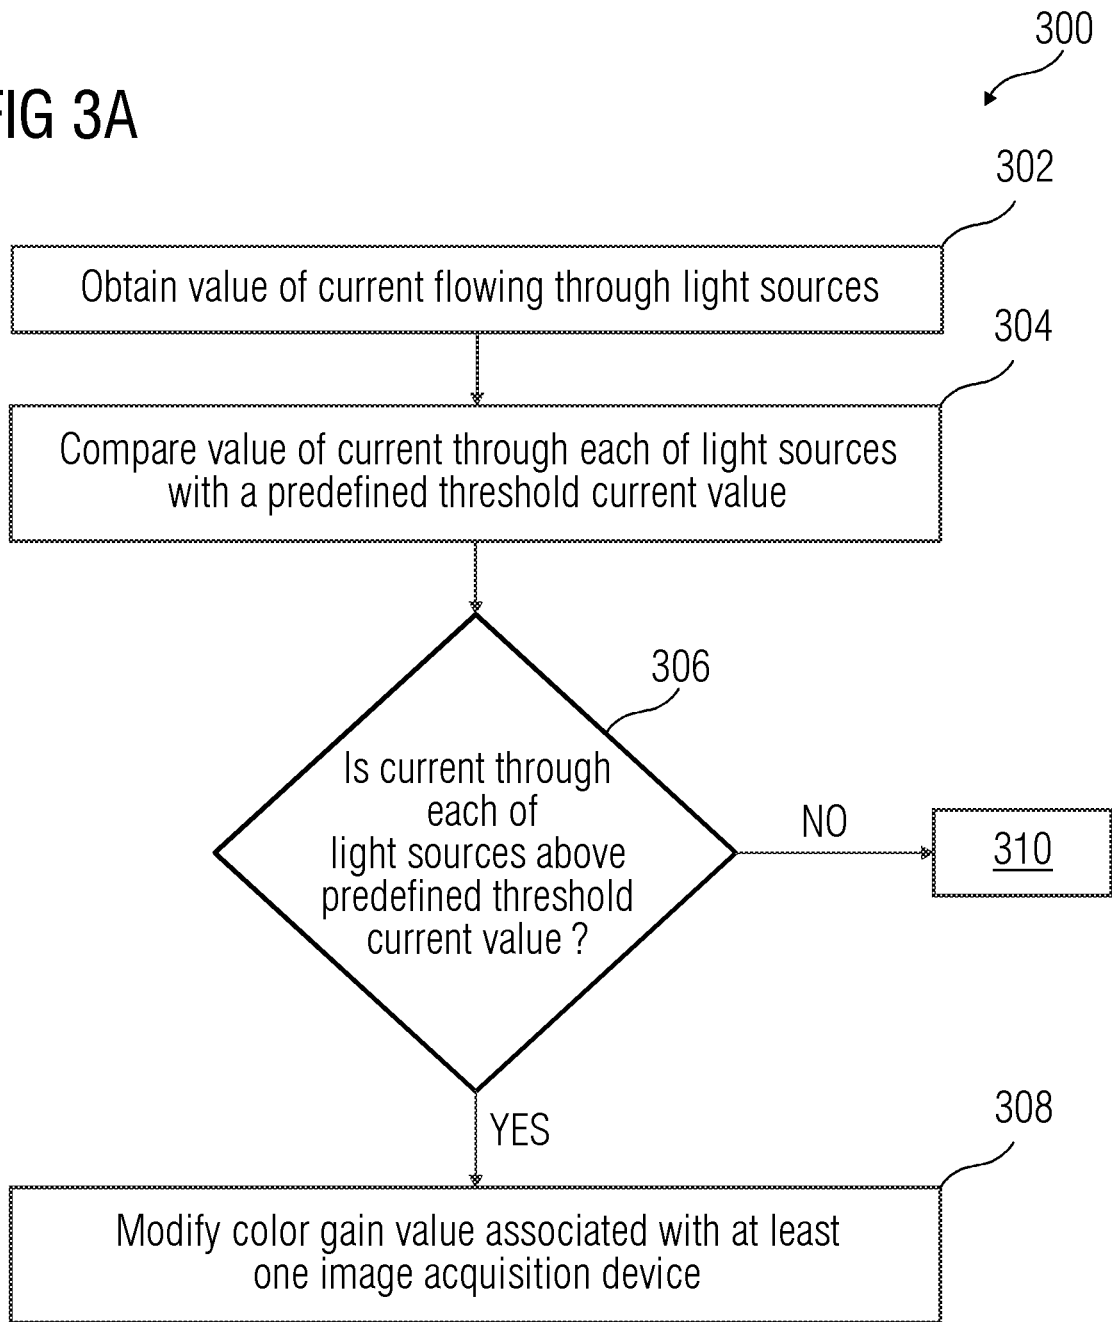 300
FIG 3A
302
Obtain value of current flowing through light sources
304
Compare value of current through each of light sources
with a predefined threshold current value
306
Is current through
each of
light sources above
predefined threshold
current value ?
NO
310
YES
308
Modify color gain value associated with at least
one image acquisition device